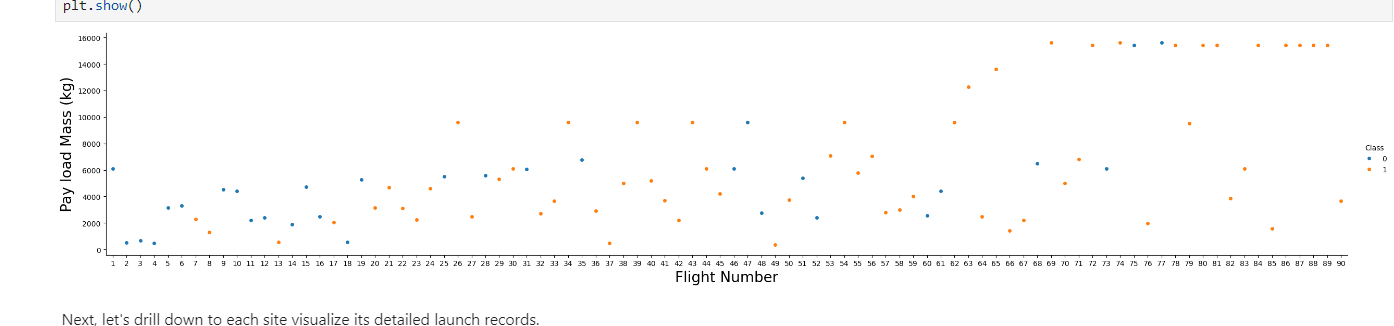 plt.show()
16000
14000
12000
10000
8000
6000
4000
2000
0
Pay load Mass (kg)
1 2 3 4 5 6 7 8 9 10 11 12 13 14 15 16 17 18 19 20 21 22 23 24 25 26 27 28 29 30 31 32 33 34 35 36 37 38 39 40 41 42 43 44 45 46 47 48 49 50 51 52 53 54 55 56 57 58 59 60 61 62 63 64 65 66 67 68 69 70 71 72 73 74 75 76 77 78 79 80 81 82 83 84 85 86 87 88 89 90
Flight Number
Class
0
1
Next, let's drill down to each site visualize its detailed launch records.